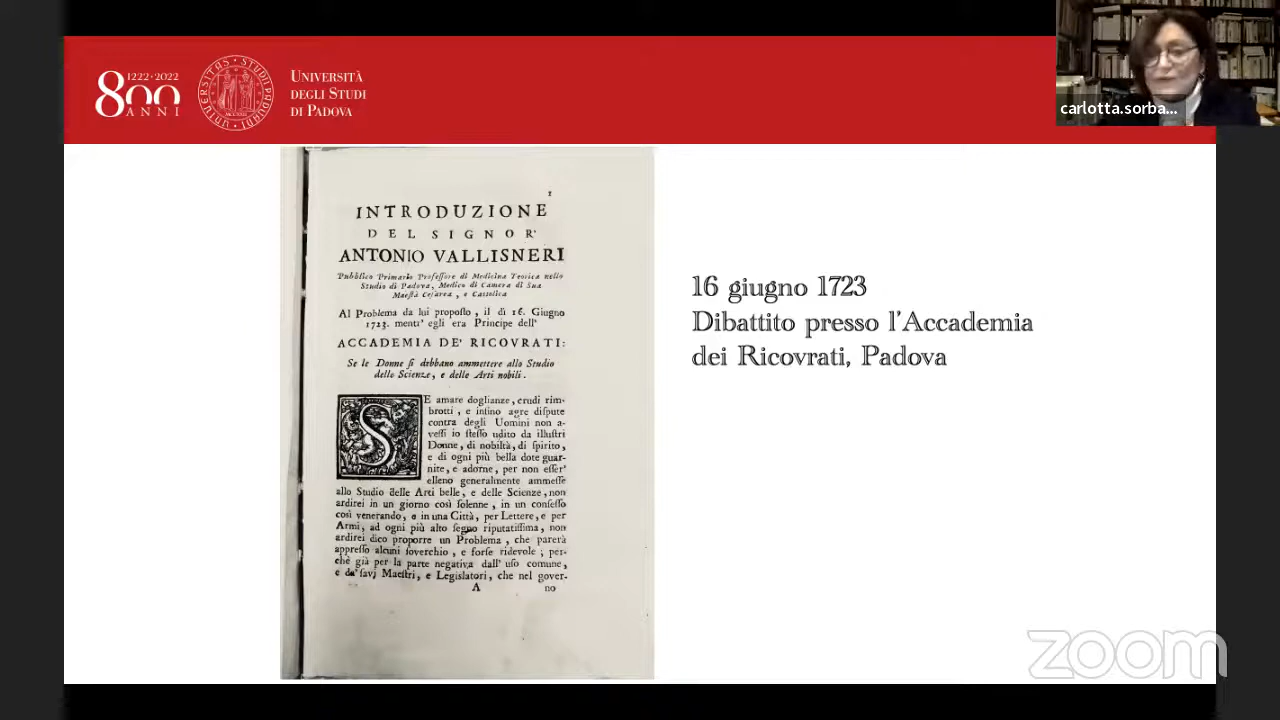 800
1222·2022
ANNI
UNIVERSITÀ
DEGLI STUDI
DI PADOVA
carlotta.sorba...
1
INTRODUZIONE
DEL SIGNOR
ANTONIO VALLISNERI
Pubblico Primario Professore di Medicina Teorica nello
Studio di Padova, Medico di Camera di Sua
Maestà Cesarea, e Cattolica
Al Problema da lui proposto, il dì 16. Giugno
1723. mentr' egli era Principe dell'
ACCADEMIA DE' RICOVRATI:
Se le Donne si debbano ammettere allo Studio
delle Scienze, e delle Arti nobili.
SE amare doglianze, crudi rim-
brotti, e insino agre dispute
contra degli Uomini non a-
vessi io stesso udito da illustri
Donne, di nobiltà, di spirito,
e di ogni più bella dote guar-
nite, e adorne, per non esser'
elleno generalmente ammesse
allo Studio delle Arti belle, e delle Scienze, non
ardirei in un giorno così solenne, in un consesso
così venerando, e in una Città, per Lettere, e per
Armi, ad ogni più alto segno riputatissima, non
ardirei dico proporre un Problema, che parerà
appresso alcuni soverchio, e forse ridevole; per-
chè già per la parte negativa dall' uso comune,
e da' savj Maestri, e Legislatori, che nel gover-
A no
16 giugno 1723
Dibattito presso l'Accademia
dei Ricovrati, Padova
zoom